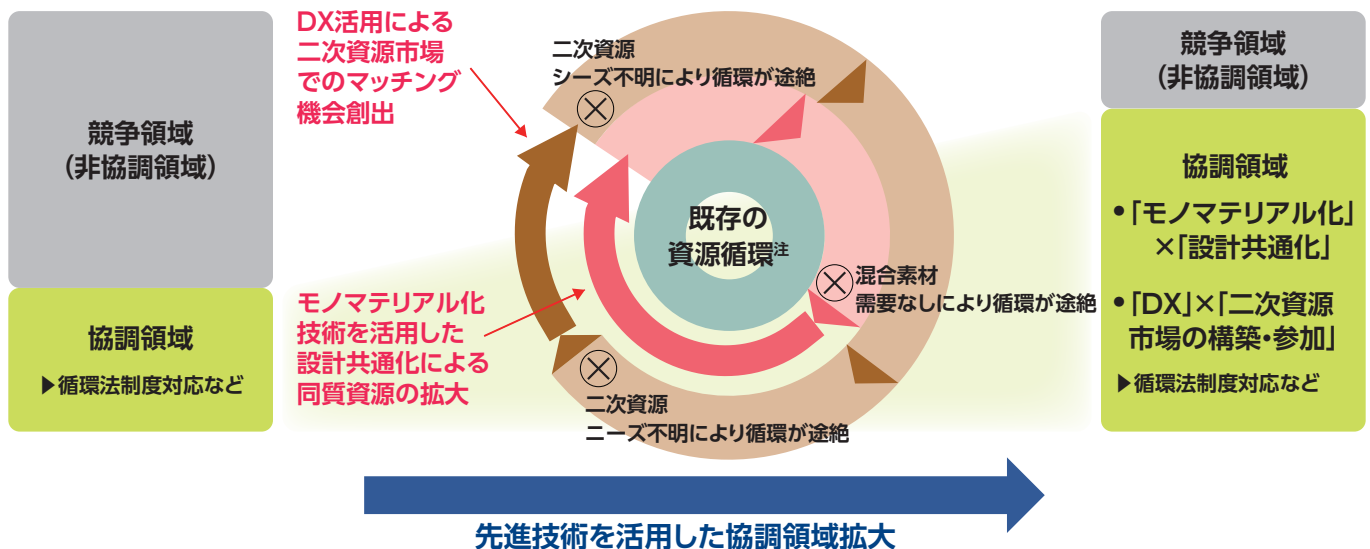 競争領域
(非協調領域)
協調領域
▶循環法制度対応など
DX活用による
二次資源市場
でのマッチング
機会創出
二次資源
シーズ不明により循環が途絶
既存の
資源循環注
混合素材
需要なしにより循環が途絶
モノマテリアル化
技術を活用した
設計共通化による
同質資源の拡大
二次資源
ニーズ不明により循環が途絶
競争領域
(非協調領域)
協調領域
•「モノマテリアル化」
×「設計共通化」
•「DX」×「二次資源
市場の構築・参加」
▶循環法制度対応など
先進技術を活用した協調領域拡大